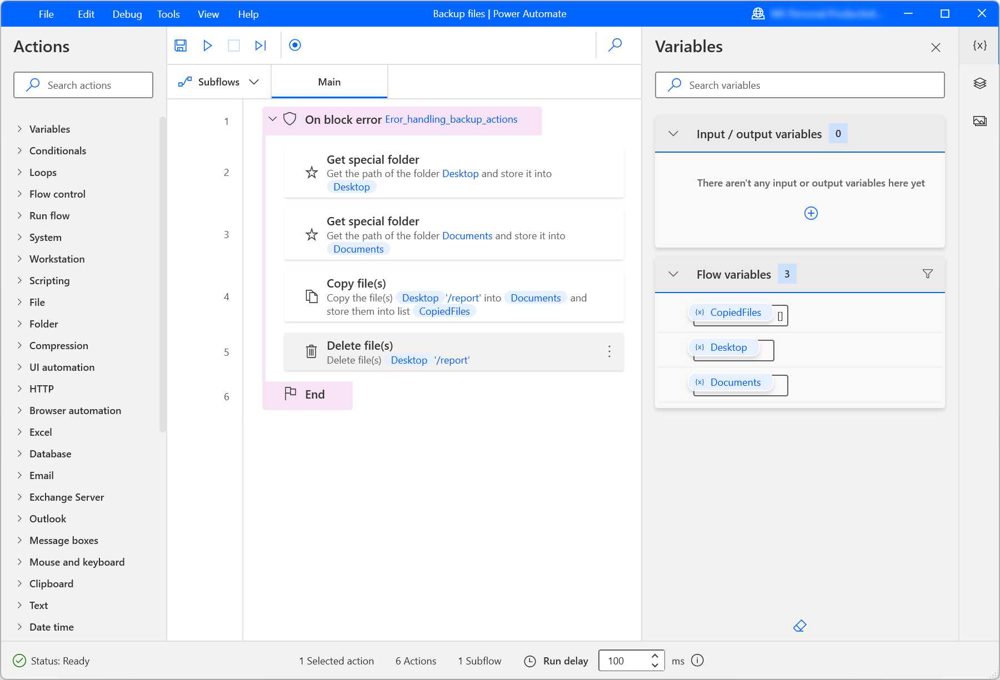 File Edit Debug Tools View Help
Backup files | Power Automate
Actions
Search actions
Variables
Conditionals
Loops
Flow control
Run flow
System
Workstation
Scripting
File
Folder
Compression
UI automation
HTTP
Browser automation
Excel
Database
Email
Exchange Server
Outlook
Message boxes
Mouse and keyboard
Clipboard
Text
Date time
Subflows
Main
1
On block error Eror_handling_backup_actions
2
Get special folder
Get the path of the folder Desktop and store it into
Desktop
3
Get special folder
Get the path of the folder Documents and store it into
Documents
4
Copy file(s)
Copy the file(s) Desktop '/report' into Documents and
store them into list CopiedFiles
5
Delete file(s)
Delete file(s) Desktop '/report'
6
End
Variables
{x}
Search variables
Input / output variables 0
There aren't any input or output variables here yet
Flow variables 3
{x} CopiedFiles []
{x} Desktop
{x} Documents
Status: Ready
1 Selected action
6 Actions
1 Subflow
Run delay 100 ms